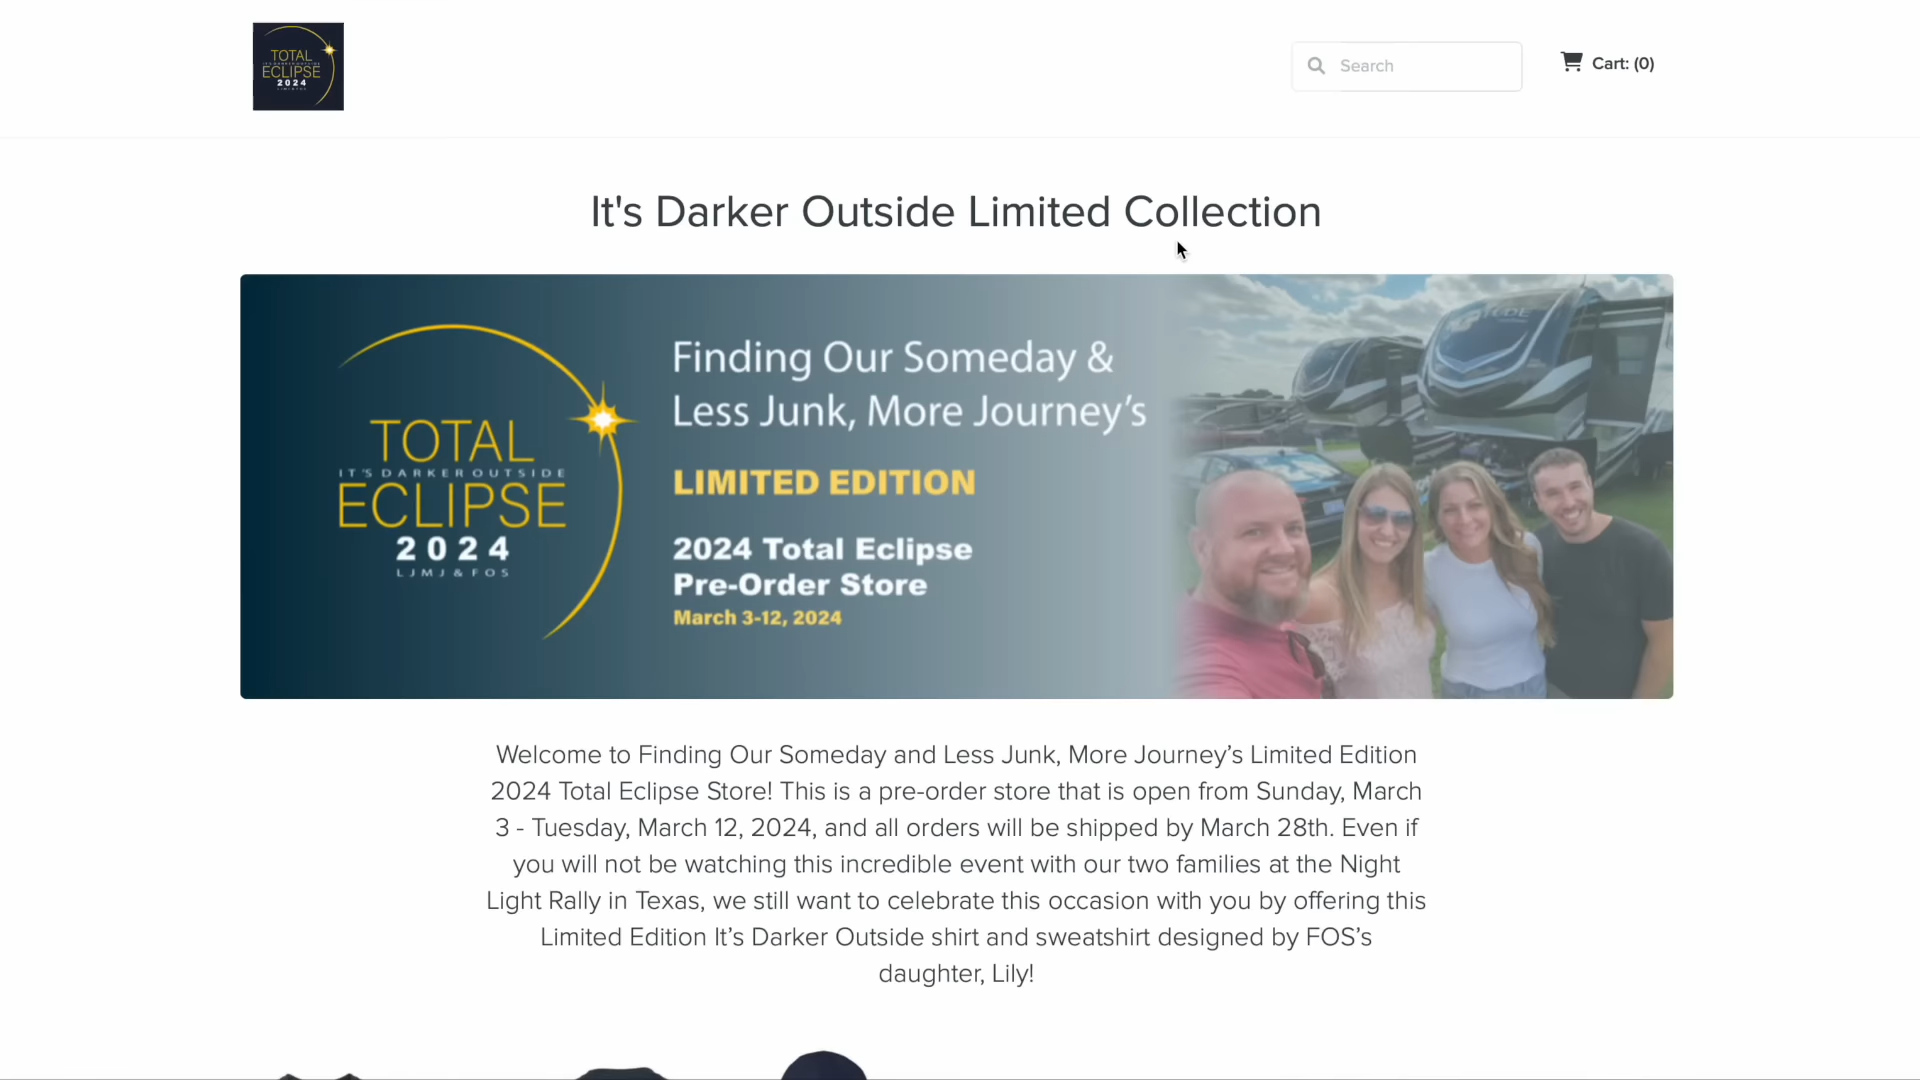 TOTAL
IT'S DARKER OUTSIDE
ECLIPSE
2024
Search
Cart: (0)
It's Darker Outside Limited Collection
TOTAL
IT'S DARKER OUTSIDE
ECLIPSE
2024
LJMJ & FOS
Finding Our Someday &
Less Junk, More Journey’s
LIMITED EDITION
2024 Total Eclipse
Pre-Order Store
March 3-12, 2024
Welcome to Finding Our Someday and Less Junk, More Journey’s Limited Edition
2024 Total Eclipse Store! This is a pre-order store that is open from Sunday, March
3 - Tuesday, March 12, 2024, and all orders will be shipped by March 28th. Even if
you will not be watching this incredible event with our two families at the Night
Light Rally in Texas, we still want to celebrate this occasion with you by offering this
Limited Edition It’s Darker Outside shirt and sweatshirt designed by FOS’s
daughter, Lily!